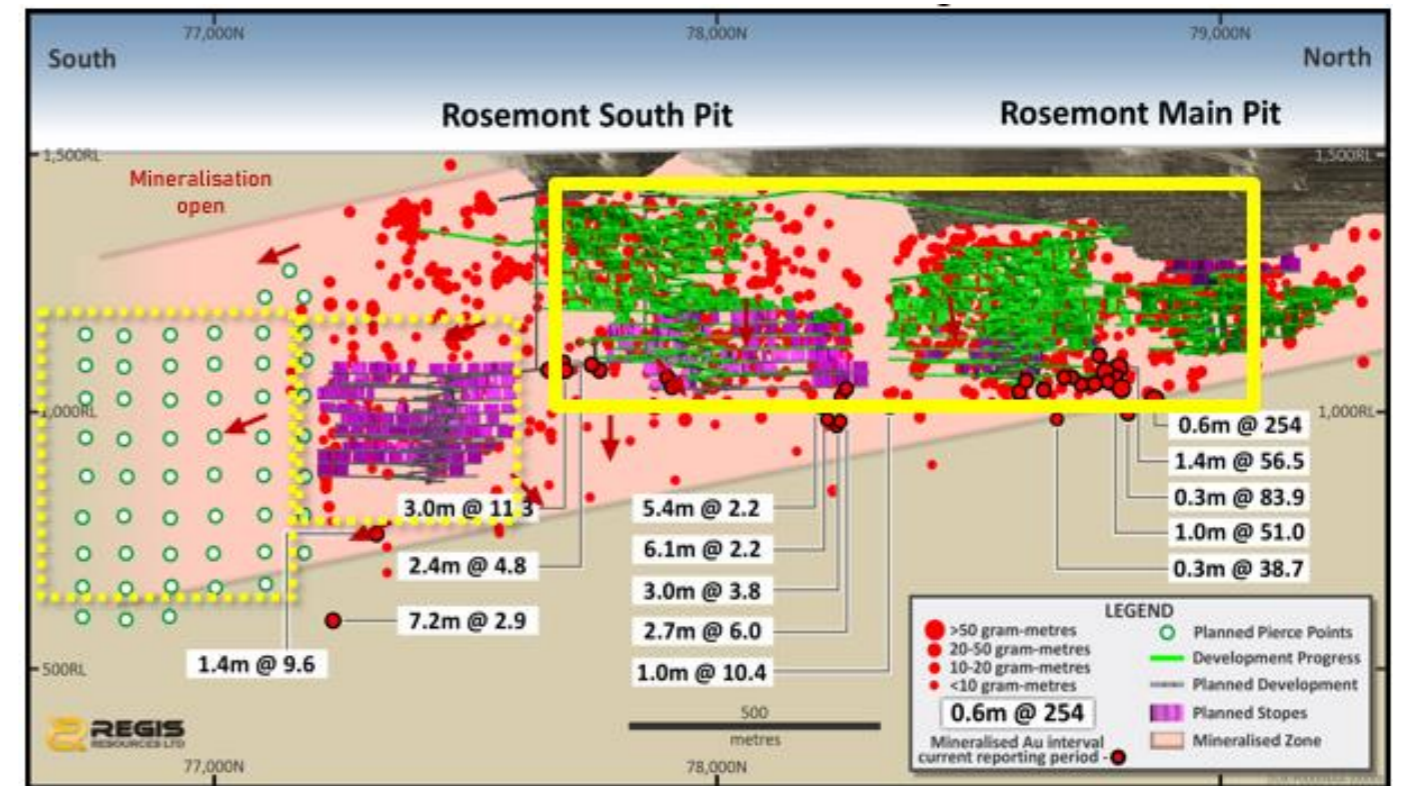 77,000N
78,000N
79,000N
South
North
Rosemont South Pit
Rosemont Main Pit
1,500RL
1,500RL
Mineralisation
open
1,000RL
1,000RL
0.6m @ 254
1.4m @ 56.5
3.0m @ 11.3
5.4m @ 2.2
0.3m @ 83.9
6.1m @ 2.2
1.0m @ 51.0
2.4m @ 4.8
3.0m @ 3.8
0.3m @ 38.7
7.2m @ 2.9
2.7m @ 6.0
1.4m @ 9.6
1.0m @ 10.4
500RL
LEGEND
>50 gram-metres
20-50 gram-metres
10-20 gram-metres
<10 gram-metres
0.6m @ 254
Mineralised Au interval
current reporting period -
Planned Pierce Points
Development Progress
Planned Development
Planned Stopes
Mineralised Zone
500
metres
REGIS
RESOURCES LTD
77,000N
78,000N